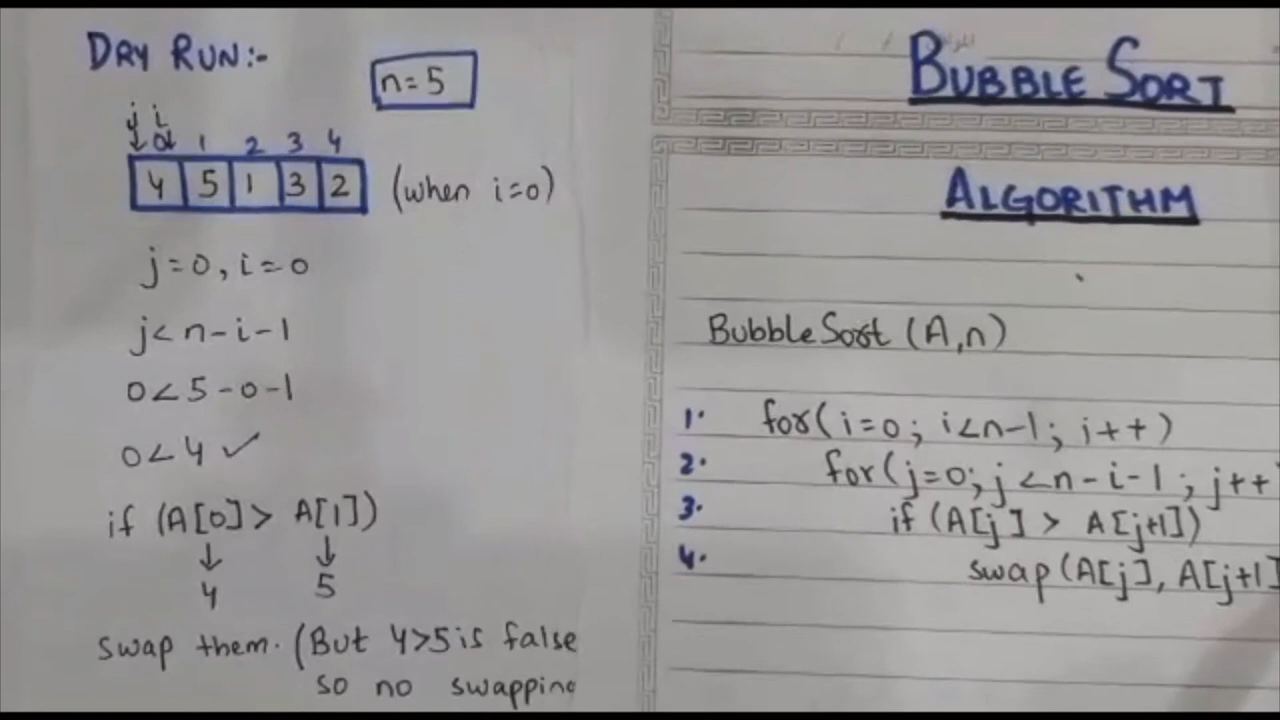 DRY RUN:-
n=5
j i
0 1 2 3 4
4 5 1 3 2 (when i=0)
j=0, i=0
j<n-i-1
0<5-0-1
0<4 ✓
if (A[0]> A[1])
↓ ↓
4 5
swap them. (But 4>5 is false
so no swapping
BUBBLE SORT
ALGORITHM
BubbleSort (A,n)
1. for(i=0; i<n-1; i++)
2. for(j=0;j<n-i-1; j++)
3. if (A[j] > A[j+1])
4. swap (A[j], A[j+1]